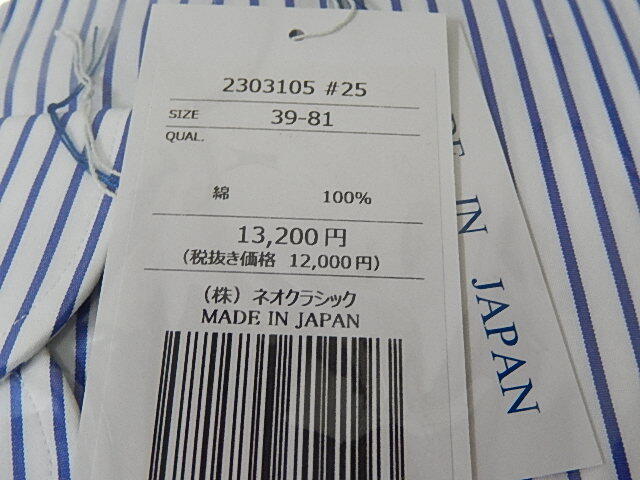 2303105 #25
SIZE 39-81
QUAL.
綿 100%
13,200円
(税抜き価格 12,000円)
(株) ネオクラシック
MADE IN JAPAN
IN JAPAN